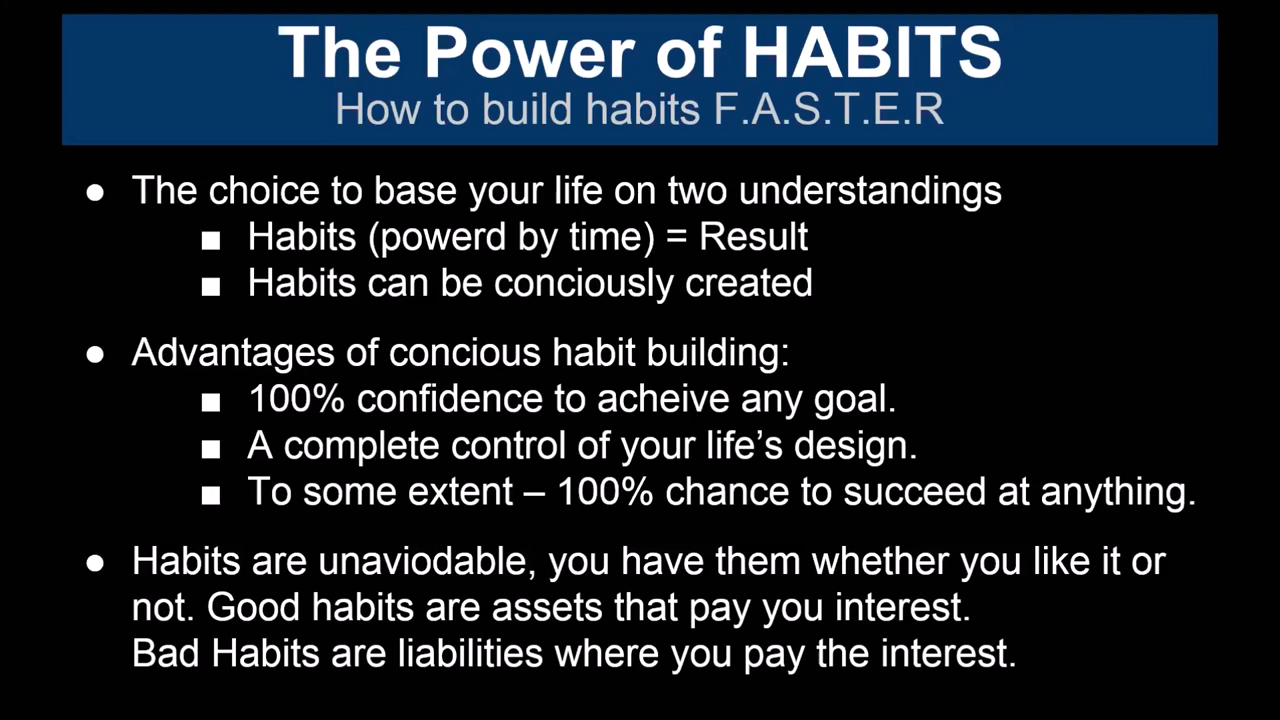 The Power of HABITS
How to build habits F.A.S.T.E.R
● The choice to base your life on two understandings
■ Habits (powerd by time) = Result
■ Habits can be conciously created
● Advantages of concious habit building:
■ 100% confidence to acheive any goal.
■ A complete control of your life’s design.
■ To some extent – 100% chance to succeed at anything.
● Habits are unaviodable, you have them whether you like it or
not. Good habits are assets that pay you interest.
Bad Habits are liabilities where you pay the interest.